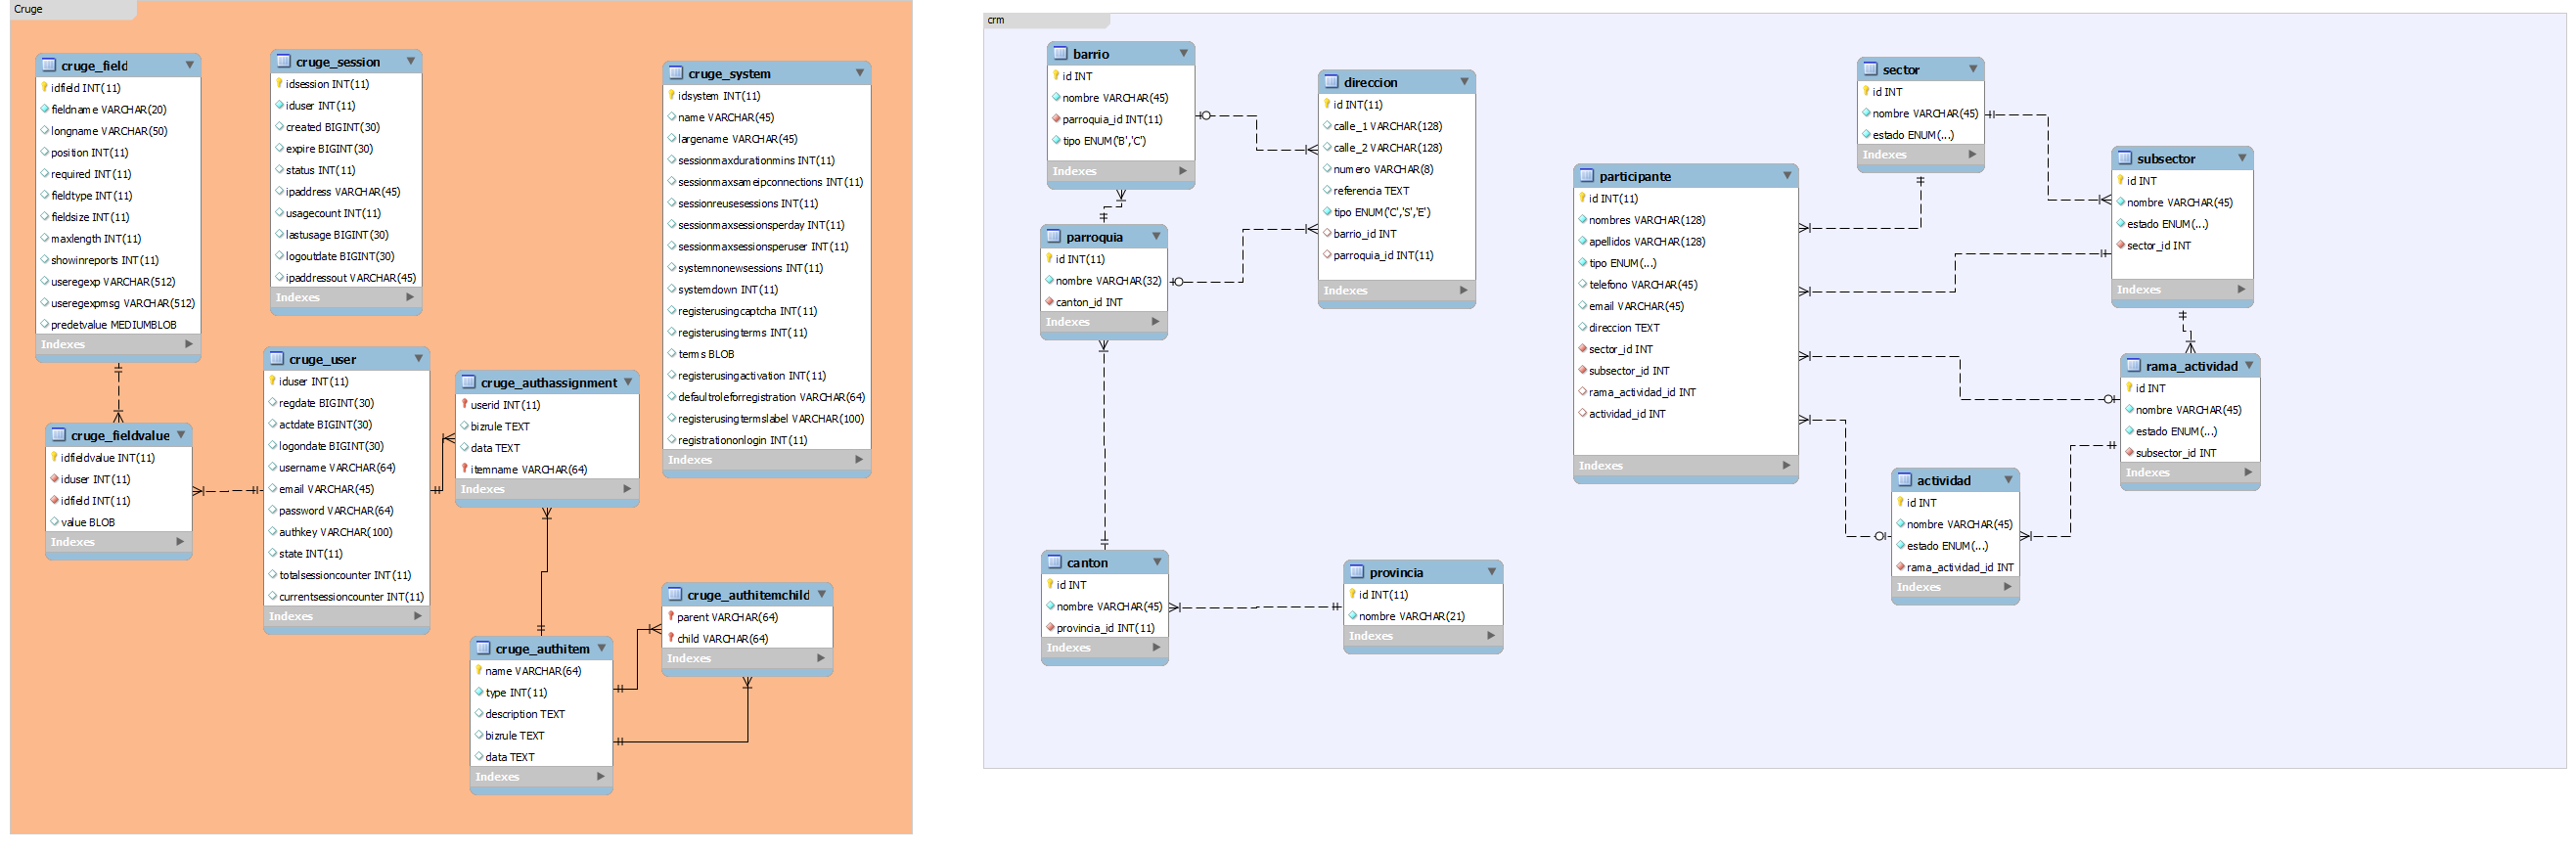 Cruge
cruge_field
idfield INT(11)
fieldname VARCHAR(20)
longname VARCHAR(50)
position INT(11)
required INT(11)
fieldtype INT(11)
fieldsize INT(11)
maxlength INT(11)
showinreports INT(11)
useregexp VARCHAR(512)
useregexpmsg VARCHAR(512)
predetvalue MEDIUMBLOB
Indexes
cruge_session
idsession INT(11)
iduser INT(11)
created BIGINT(30)
expire BIGINT(30)
status INT(11)
ipaddress VARCHAR(45)
usagecount INT(11)
lastusage BIGINT(30)
logoutdate BIGINT(30)
ipaddressout VARCHAR(45)
Indexes
cruge_system
idsystem INT(11)
name VARCHAR(45)
largename VARCHAR(45)
sessionmaxdurationmins INT(11)
sessionmaxsameipconnections INT(11)
sessionreusesessions INT(11)
sessionmaxsessionsperday INT(11)
sessionmaxsessionsperuser INT(11)
systemnonewsessions INT(11)
systemdown INT(11)
registerusingcaptcha INT(11)
registerusingterms INT(11)
terms BLOB
registerusingactivation INT(11)
defaultroleforregistration VARCHAR(64)
registerusingtermslabel VARCHAR(100)
registrationonlogin INT(11)
Indexes
cruge_fieldvalue
idfieldvalue INT(11)
iduser INT(11)
idfield INT(11)
value BLOB
Indexes
cruge_user
iduser INT(11)
regdate BIGINT(30)
actdate BIGINT(30)
logondate BIGINT(30)
username VARCHAR(64)
email VARCHAR(45)
password VARCHAR(64)
authkey VARCHAR(100)
state INT(11)
totalsessioncounter INT(11)
currentsessioncounter INT(11)
Indexes
cruge_authassignment
userid INT(11)
bizrule TEXT
data TEXT
itemname VARCHAR(64)
Indexes
cruge_authitemchild
parent VARCHAR(64)
child VARCHAR(64)
Indexes
cruge_authitem
name VARCHAR(64)
type INT(11)
description TEXT
bizrule TEXT
data TEXT
Indexes
crm
barrio
id INT
nombre VARCHAR(45)
parroquia_id INT(11)
tipo ENUM('B','C')
Indexes
direccion
id INT(11)
calle_1 VARCHAR(128)
calle_2 VARCHAR(128)
numero VARCHAR(8)
referencia TEXT
tipo ENUM('C','S','E')
barrio_id INT
parroquia_id INT(11)
Indexes
parroquia
id INT(11)
nombre VARCHAR(32)
canton_id INT
Indexes
canton
id INT
nombre VARCHAR(45)
provincia_id INT(11)
Indexes
provincia
id INT(11)
nombre VARCHAR(21)
Indexes
participante
id INT(11)
nombres VARCHAR(128)
apellidos VARCHAR(128)
tipo ENUM(...)
telefono VARCHAR(45)
email VARCHAR(45)
direccion TEXT
sector_id INT
subsector_id INT
rama_actividad_id INT
actividad_id INT
Indexes
sector
id INT
nombre VARCHAR(45)
estado ENUM(...)
Indexes
subsector
id INT
nombre VARCHAR(45)
estado ENUM(...)
sector_id INT
Indexes
rama_actividad
id INT
nombre VARCHAR(45)
estado ENUM(...)
subsector_id INT
Indexes
actividad
id INT
nombre VARCHAR(45)
estado ENUM(...)
rama_actividad_id INT
Indexes